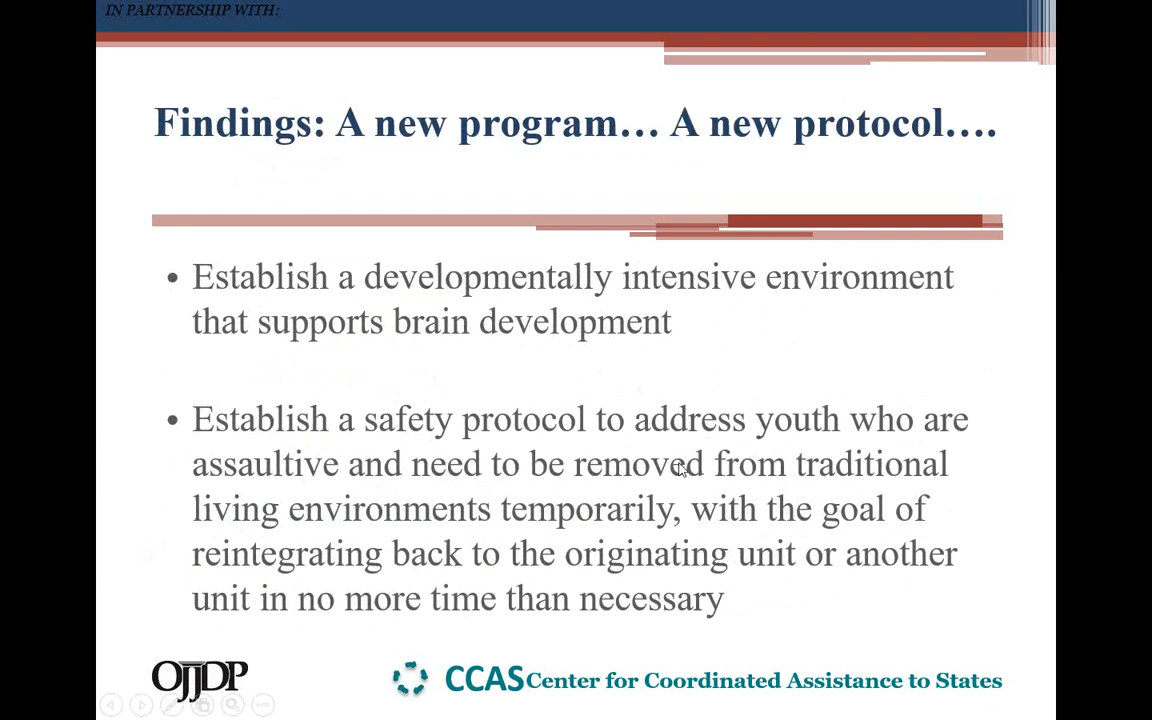 IN PARTNERSHIP WITH:
Findings: A new program… A new protocol….
• Establish a developmentally intensive environment
that supports brain development
• Establish a safety protocol to address youth who are
assaultive and need to be removed from traditional
living environments temporarily, with the goal of
reintegrating back to the originating unit or another
unit in no more time than necessary
OJJDP
CCAS Center for Coordinated Assistance to States